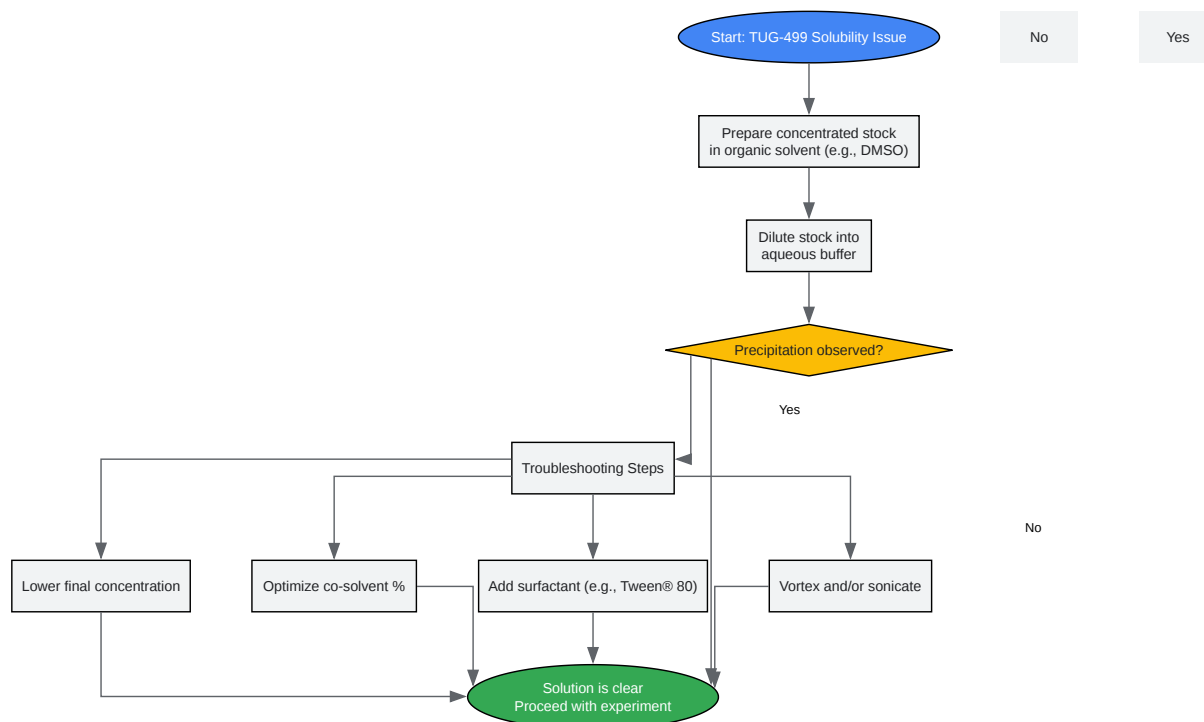 Start: TUG-499 Solubility Issue
No
Yes
Prepare concentrated stock
in organic solvent (e.g., DMSO)
Dilute stock into
aqueous buffer
Precipitation observed?
Yes
Troubleshooting Steps
No
Lower final concentration
Optimize co-solvent %
Add surfactant (e.g., Tween® 80)
Vortex and/or sonicate
Solution is clear
Proceed with experiment